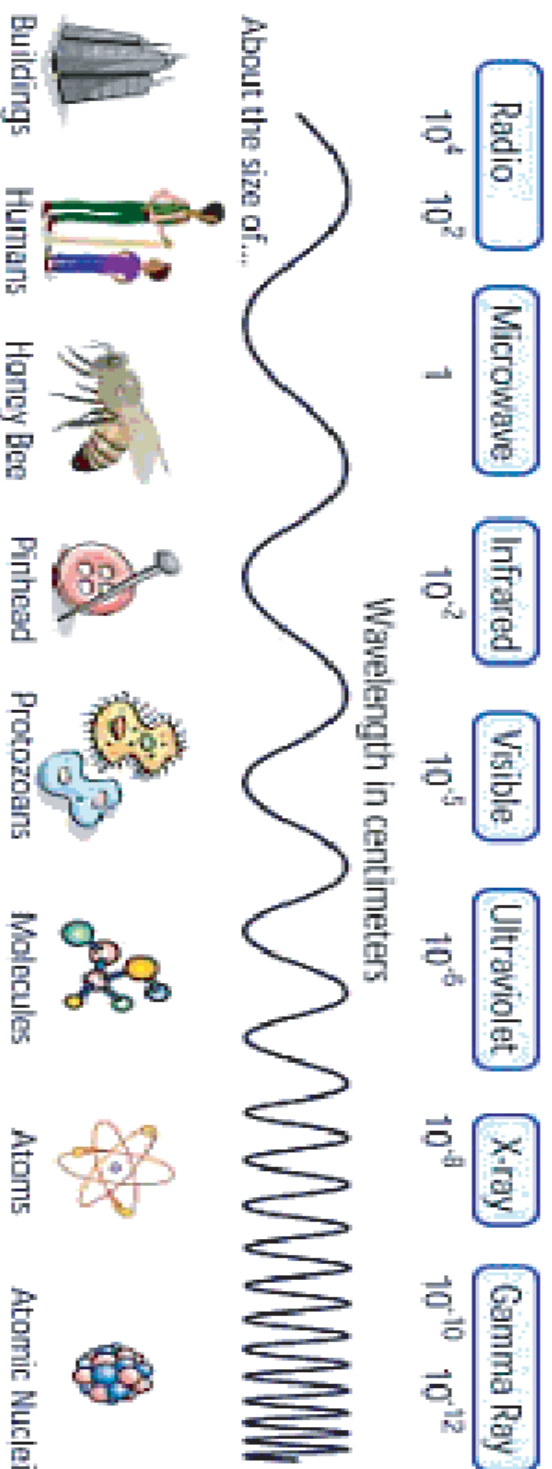 Radio Microwave Infrared Visible Ultraviolet X-ray Gamma Ray
10⁴ 10² 1 10⁻² 10⁻⁵ 10⁻⁶ 10⁻⁸ 10⁻¹⁰ 10⁻¹²
Wavelength in centimeters
About the size of...
Buildings Humans Honey Bee Pinhead Protozoans Molecules Atoms Atomic Nuclei